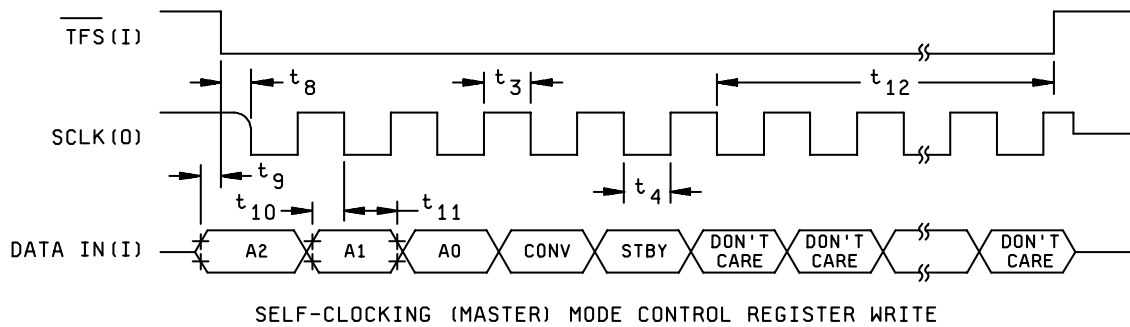 TFS(I)
t8
t3
t12
SCLK(O)
t9
t4
t10
t11
DATA IN(I)
A2
A1
A0
CONV
STBY
DON'T
CARE
DON'T
CARE
DON'T
CARE
SELF-CLOCKING (MASTER) MODE CONTROL REGISTER WRITE